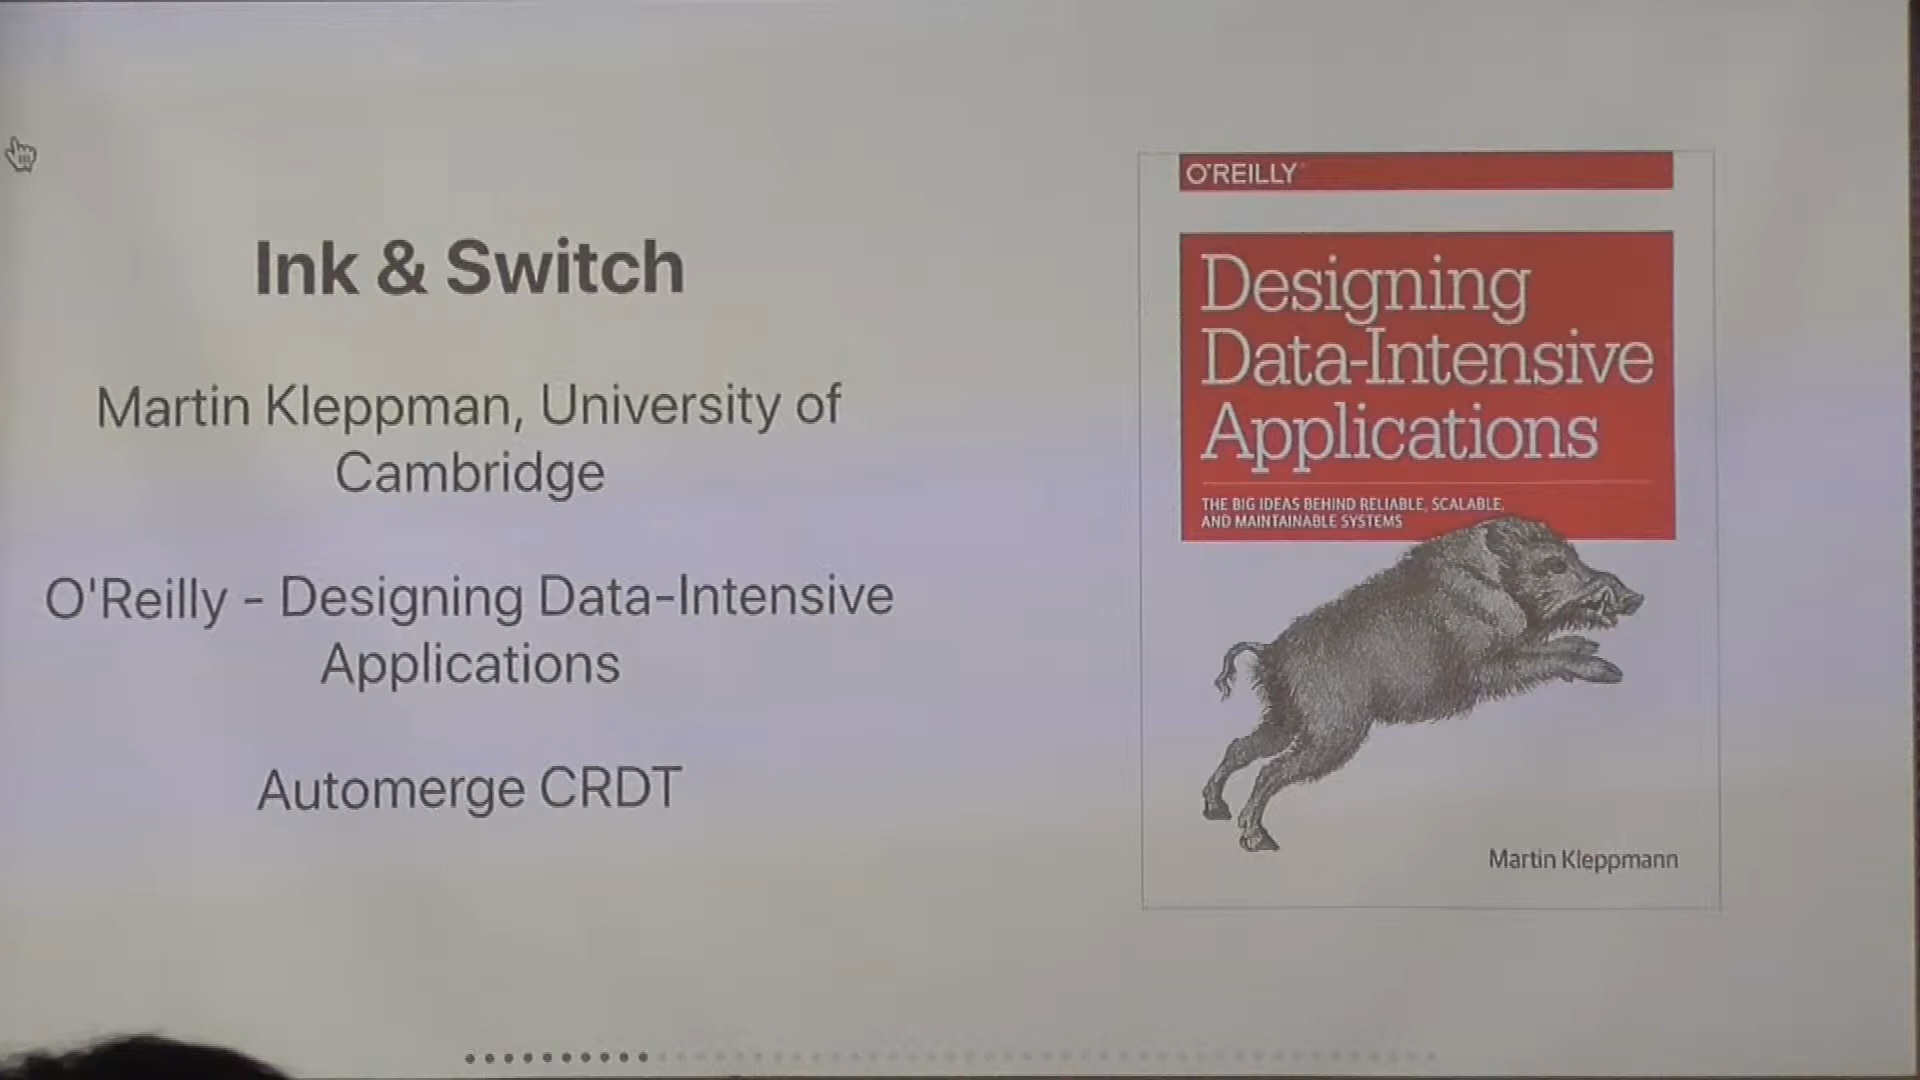 Ink & Switch
Martin Kleppman, University of
Cambridge
O'Reilly - Designing Data-Intensive
Applications
Automerge CRDT
O'REILLY
Designing
Data-Intensive
Applications
THE BIG IDEAS BEHIND RELIABLE, SCALABLE,
AND MAINTAINABLE SYSTEMS
Martin Kleppmann